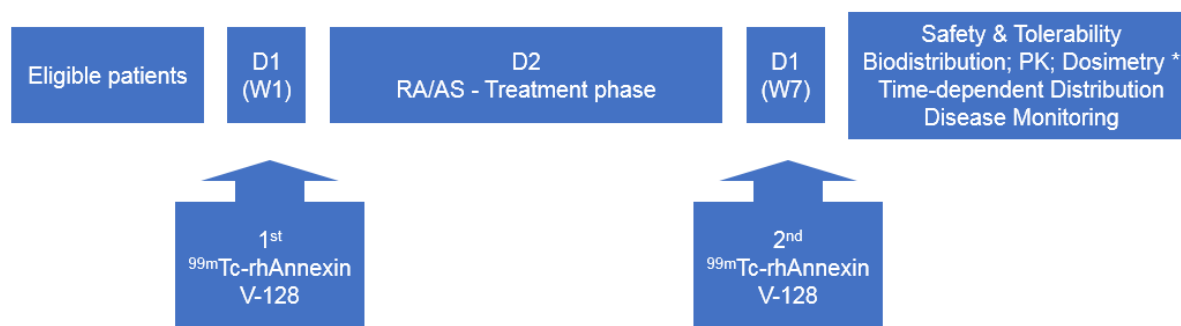 Eligible patients
D1
(W1)
D2
RA/AS - Treatment phase
D1
(W7)
Safety & Tolerability
Biodistribution; PK; Dosimetry *
Time-dependent Distribution
Disease Monitoring
1st
99mTc-rhAnnexin
V-128
2nd
99mTc-rhAnnexin
V-128